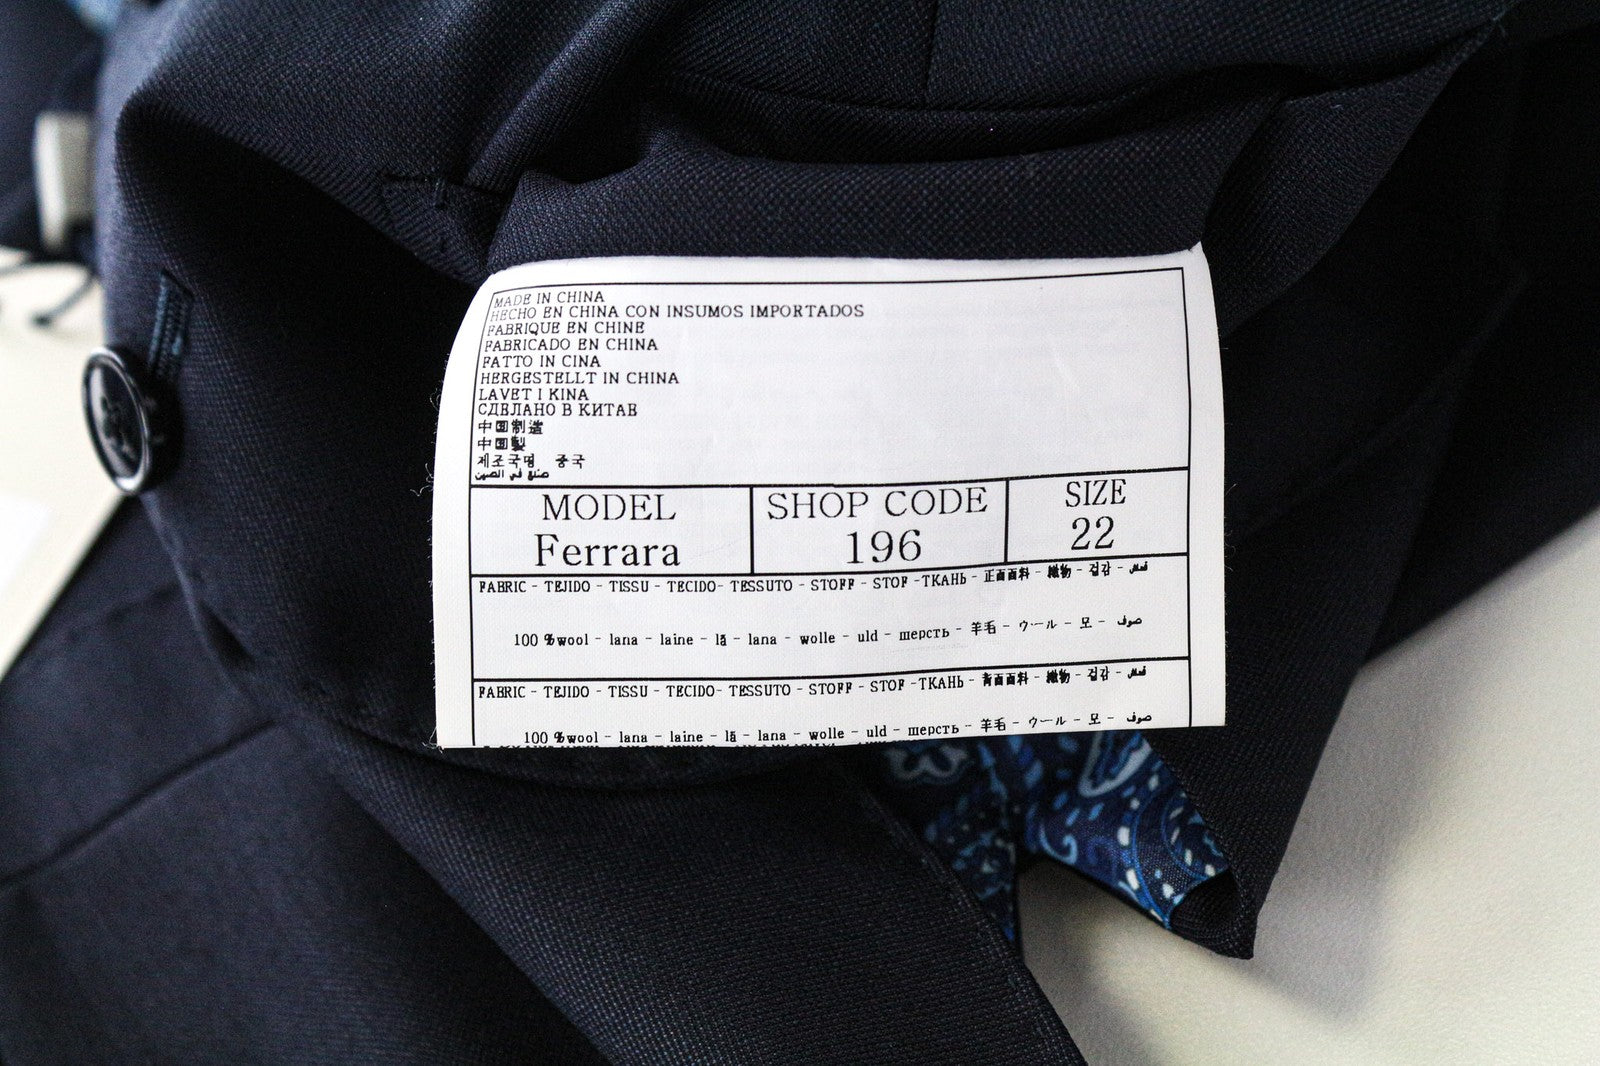 MADE IN CHINA
HECHO EN CHINA CON INSUMOS IMPORTADOS
FABRIQUE EN CHINE
FABRICADO EN CHINA
FATTO IN CINA
HERGESTELLT IN CHINA
LAVET I KINA
СДЕЛАНО В КИТАЕ
中国制造
中国製
제조국명 중국
صنع في الصين
MODEL SHOP CODE SIZE
Ferrara 196 22
FABRIC - TEJIDO - TISSU - TECIDO- TESSUTO - STOFF - STOF -TKAHЬ - 正面面料 - 織物 - 겉감 - قماش
100 %wool - lana - laine - lã - lana - wolle - uld - шерсть - 羊毛 - ウール - 모 - صوف
FABRIC - TEJIDO - TISSU - TECIDO- TESSUTO - STOFF - STOF -TKAHЬ - 背面面料 - 織物 - 겉감 - قماش
100 %wool - lana - laine - lã - lana - wolle - uld - шерсть - 羊毛 - ウール - 모 - صوف